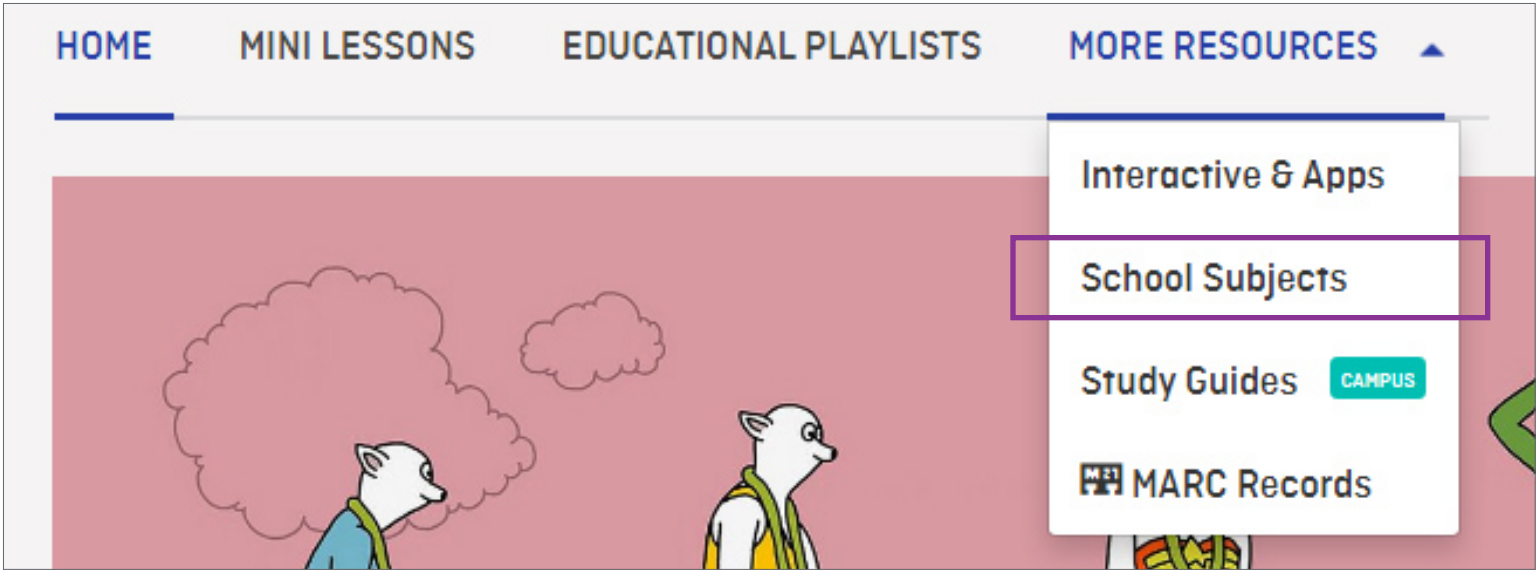 HOME MINI LESSONS EDUCATIONAL PLAYLISTS MORE RESOURCES
Interactive & Apps
School Subjects
Study Guides CAMPUS
MARC Records